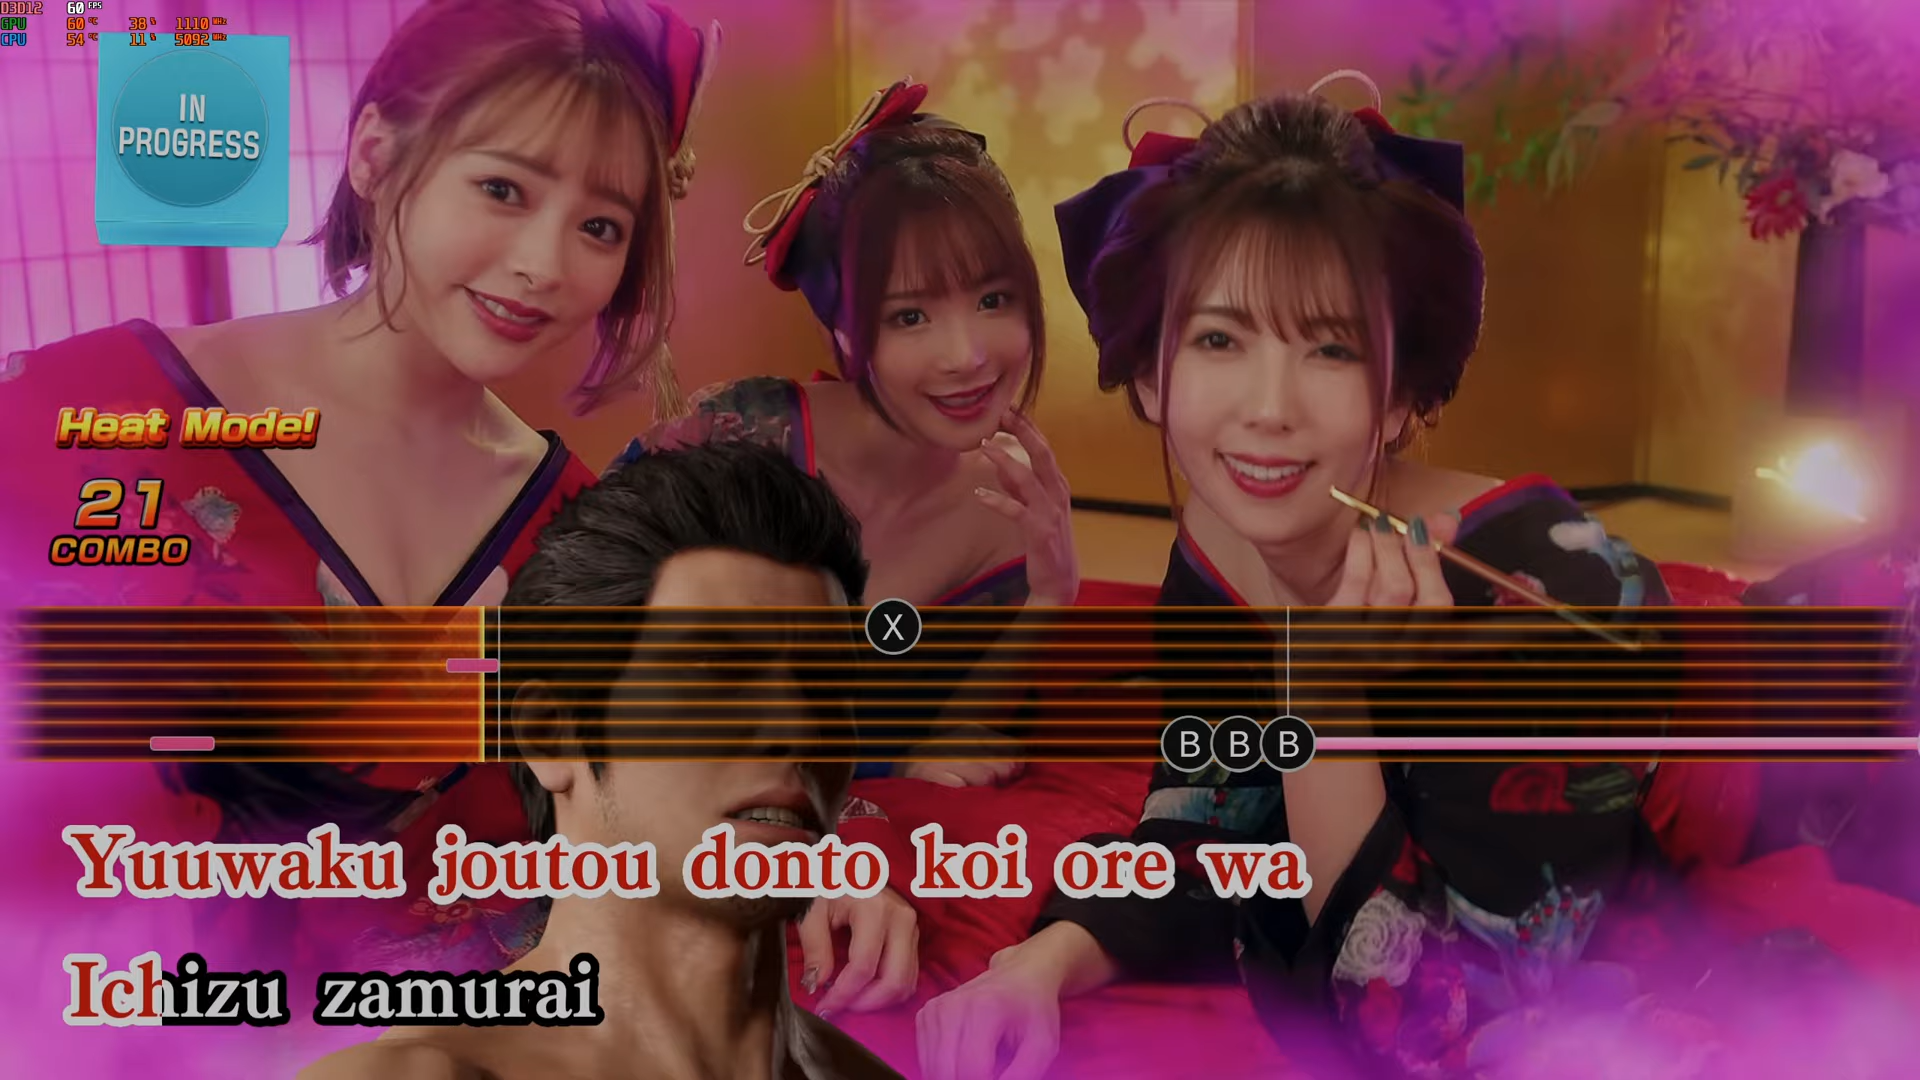 D3D12 60 FPS
GPU 60 °C 38 % 1110 MHz
CPU 54 °C 11 % 5092 MHz
IN
PROGRESS
Heat Mode!
21
COMBO
X
B B B
Yuuwaku joutou donto koi ore wa
Ichizu zamurai